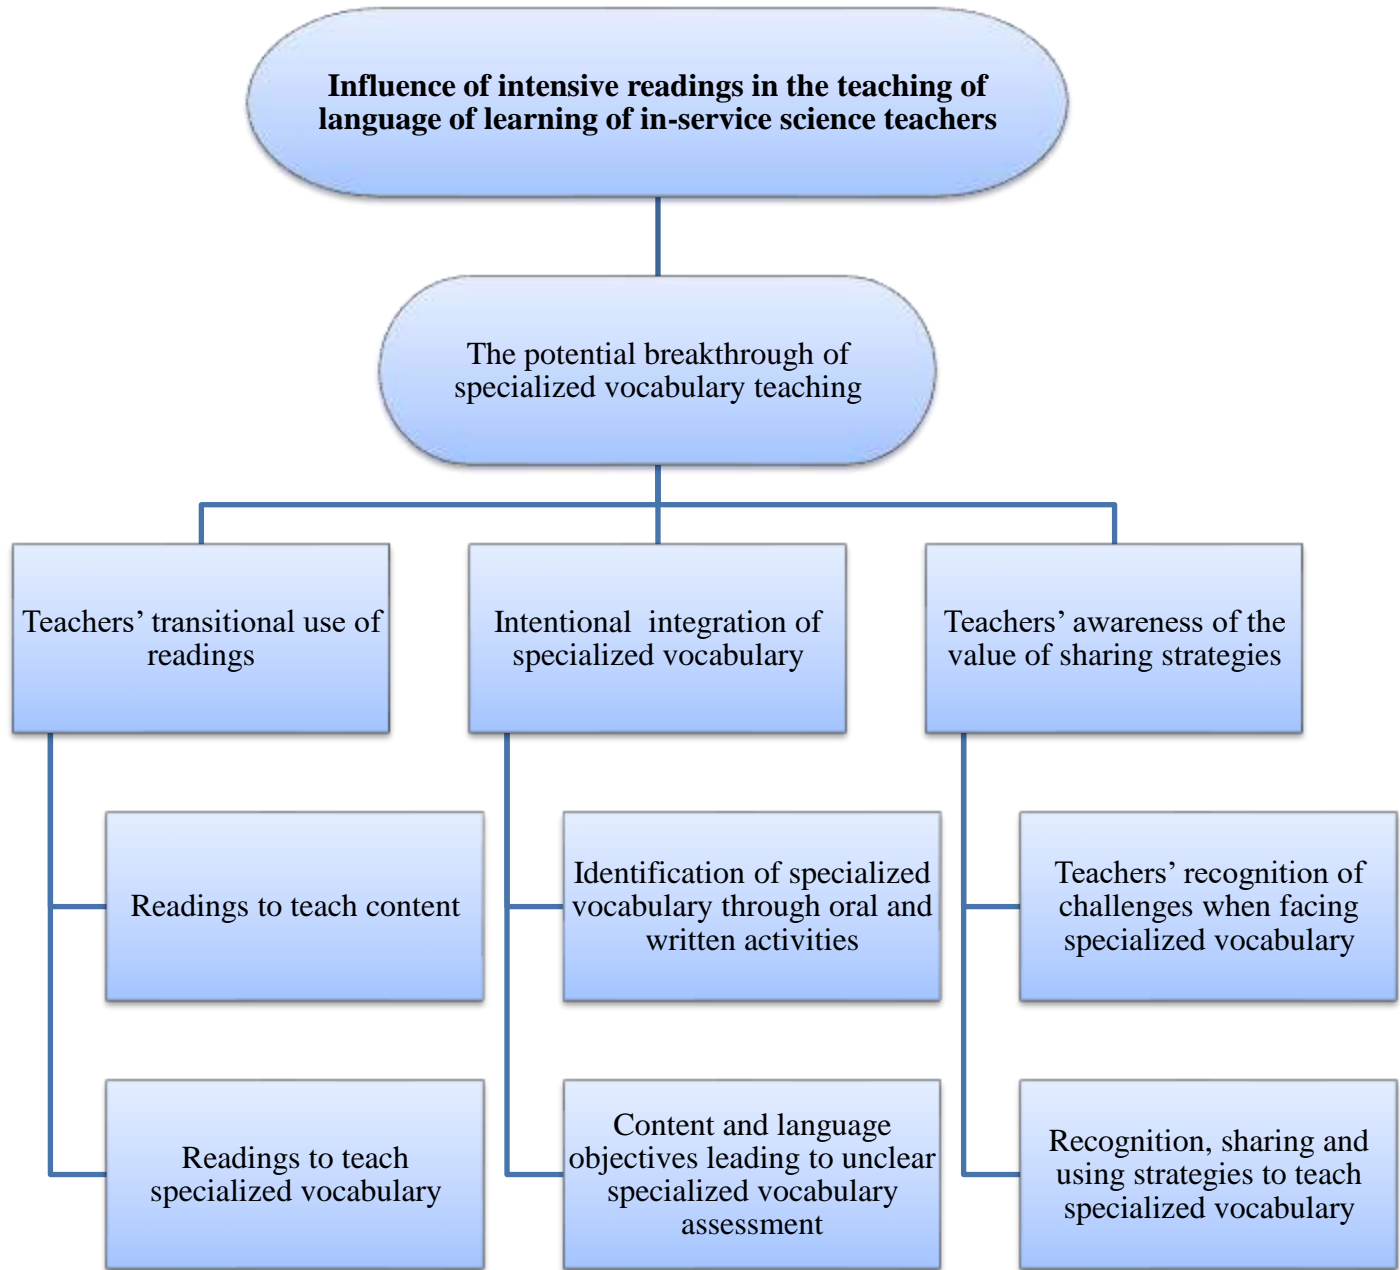 Influence of intensive readings in the teaching of
language of learning of in-service science teachers
The potential breakthrough of
specialized vocabulary teaching
Teachers’ transitional use of
readings
Intentional  integration of
specialized vocabulary
Teachers’ awareness of the
value of sharing strategies
Readings to teach content
Identification of specialized
vocabulary through oral and
written activities
Teachers’ recognition of
challenges when facing
specialized vocabulary
Readings to teach
specialized vocabulary
Content and language
objectives leading to unclear
specialized vocabulary
assessment
Recognition, sharing and
using strategies to teach
specialized vocabulary